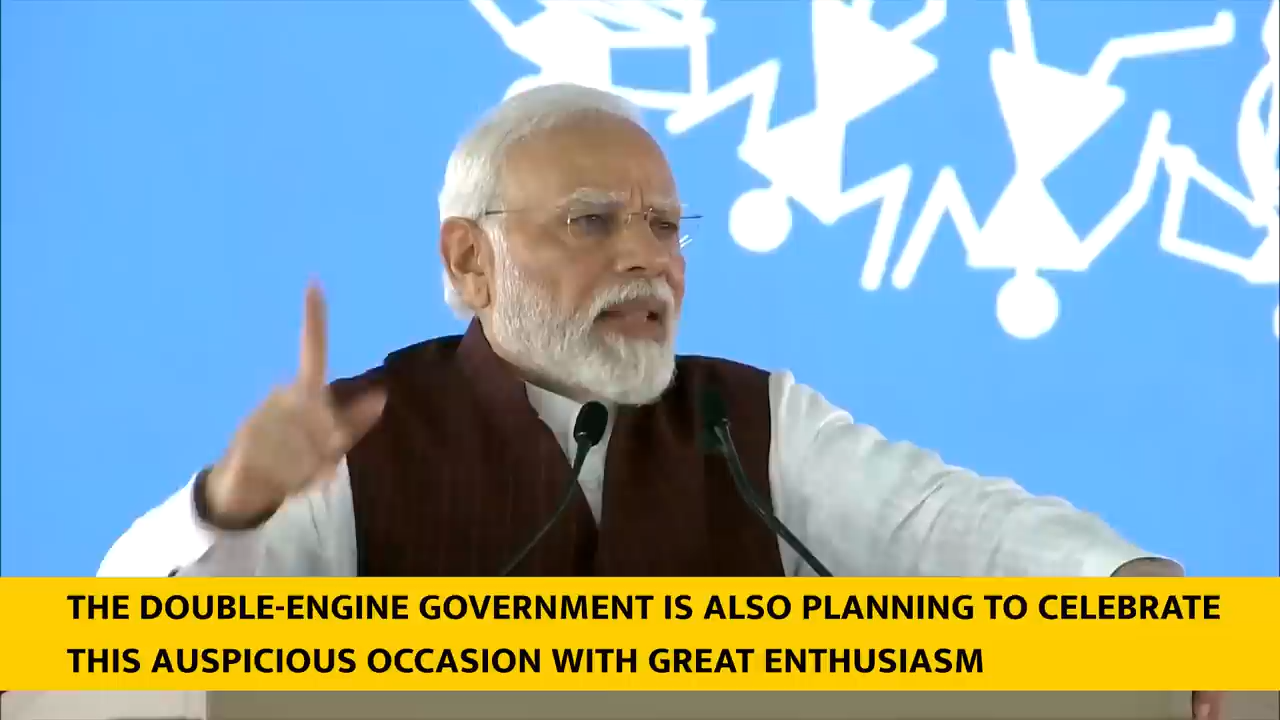 THE DOUBLE-ENGINE GOVERNMENT IS ALSO PLANNING TO CELEBRATE
THIS AUSPICIOUS OCCASION WITH GREAT ENTHUSIASM